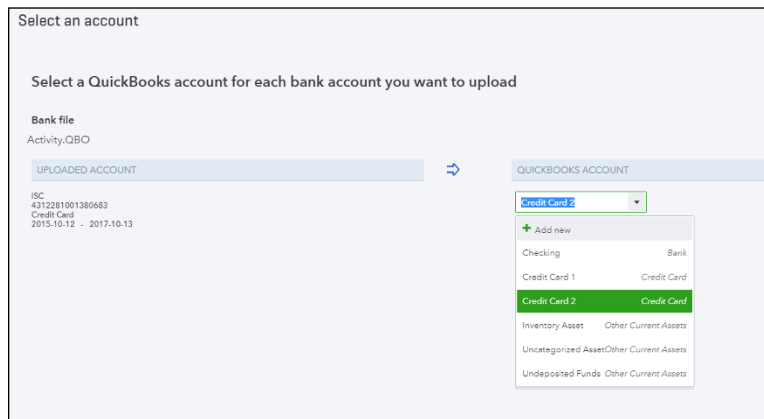 Select an account
Select a QuickBooks account for each bank account you want to upload
Bank file
Activity.QBO
UPLOADED ACCOUNT
QUICKBOOKS ACCOUNT
ISC
4312281001380683
Credit Card
2015-10-12 - 2017-10-13
Credit Card 2
+ Add new
Checking Bank
Credit Card 1 Credit Card
Credit Card 2 Credit Card
Inventory Asset Other Current Assets
Uncategorized Asset Other Current Assets
Undeposited Funds Other Current Assets